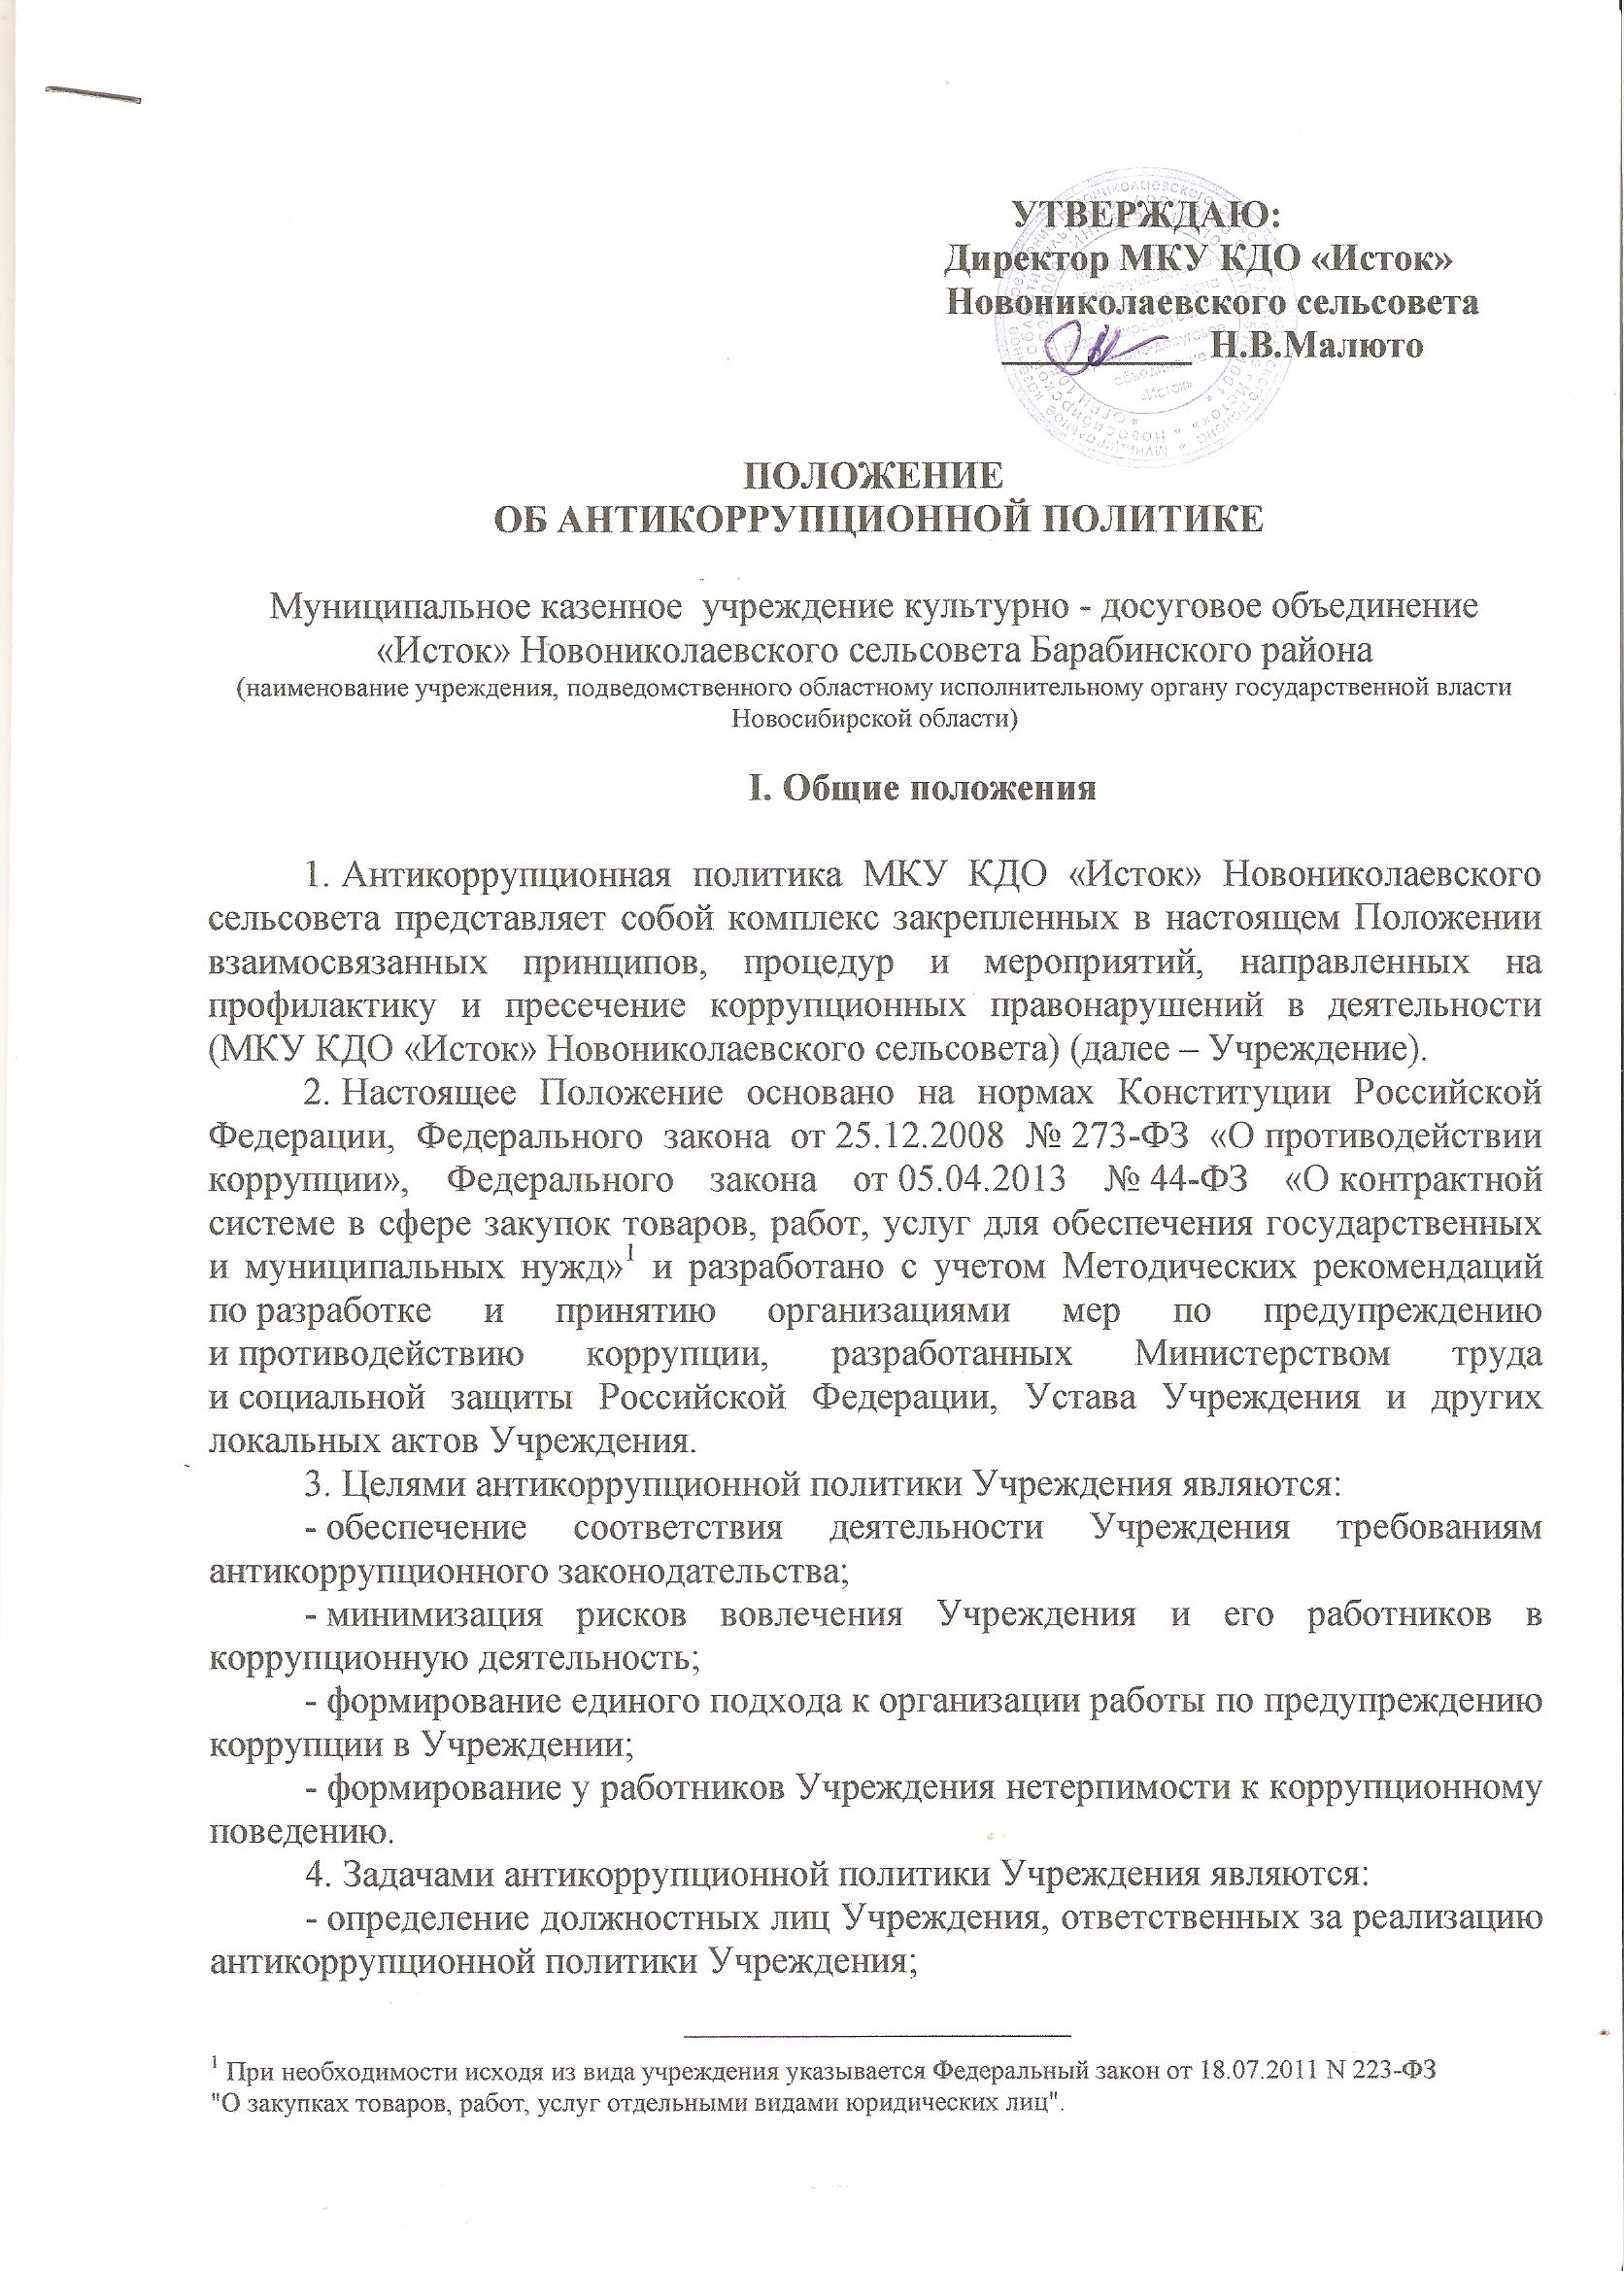 УТВЕРЖДАЮ:
Директор МКУ КДО «Исток»
Новониколаевского сельсовета
__________ Н.В.Малюто
ПОЛОЖЕНИЕ
ОБ АНТИКОРРУПЦИОННОЙ ПОЛИТИКЕ
Муниципальное казенное  учреждение культурно - досуговое объединение
«Исток» Новониколаевского сельсовета Барабинского района
(наименование учреждения, подведомственного областному исполнительному органу государственной власти
Новосибирской области)
I. Общие положения
1. Антикоррупционная политика МКУ КДО «Исток» Новониколаевского
сельсовета представляет собой комплекс закрепленных в настоящем Положении
взаимосвязанных принципов, процедур и мероприятий, направленных на
профилактику и пресечение коррупционных правонарушений в деятельности
(МКУ КДО «Исток» Новониколаевского сельсовета) (далее – Учреждение).
2. Настоящее Положение основано на нормах Конституции Российской
Федерации, Федерального закона от 25.12.2008 № 273-ФЗ «О противодействии
коррупции», Федерального закона от 05.04.2013 № 44-ФЗ «О контрактной
системе в сфере закупок товаров, работ, услуг для обеспечения государственных
и муниципальных нужд»¹ и разработано с учетом Методических рекомендаций
по разработке и принятию организациями мер по предупреждению
и противодействию коррупции, разработанных Министерством труда
и социальной защиты Российской Федерации, Устава Учреждения и других
локальных актов Учреждения.
3. Целями антикоррупционной политики Учреждения являются:
- обеспечение соответствия деятельности Учреждения требованиям
антикоррупционного законодательства;
- минимизация рисков вовлечения Учреждения и его работников в
коррупционную деятельность;
- формирование единого подхода к организации работы по предупреждению
коррупции в Учреждении;
- формирование у работников Учреждения нетерпимости к коррупционному
поведению.
4. Задачами антикоррупционной политики Учреждения являются:
- определение должностных лиц Учреждения, ответственных за реализацию
антикоррупционной политики Учреждения;
¹ При необходимости исходя из вида учреждения указывается Федеральный закон от 18.07.2011 N 223-ФЗ
"О закупках товаров, работ, услуг отдельными видами юридических лиц".